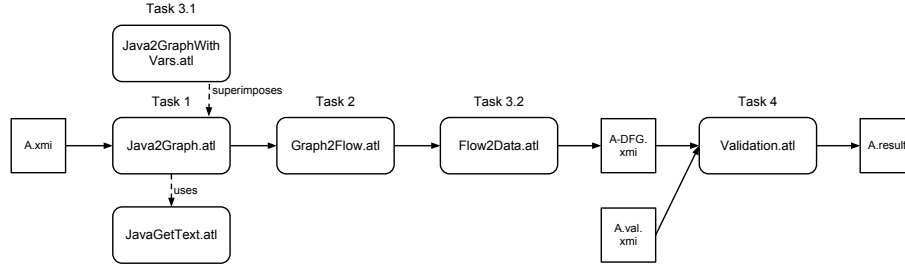 Task 3.1
Java2GraphWith
Vars.atl
superimposes
Task 1
Task 2
Task 3.2
Task 4
A.xmi
Java2Graph.atl
Graph2Flow.atl
Flow2Data.atl
A-DFG.
xmi
Validation.atl
A.result
uses
JavaGetText.atl
A.val.
xmi